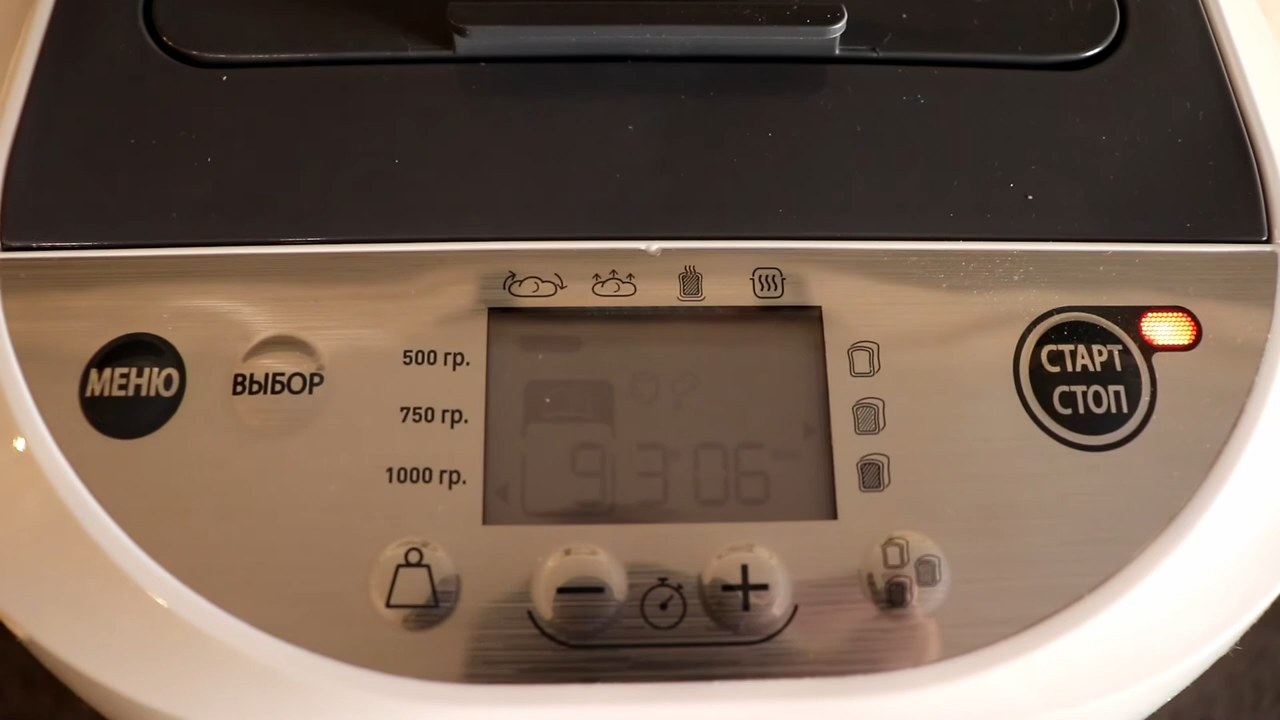 МЕНЮ
ВЫБОР
500 гр.
750 гр.
1000 гр.
9 3:06
−
+
СТАРТ
СТОП